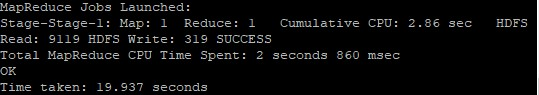 MapReduce Jobs Launched:
Stage-Stage-1: Map: 1  Reduce: 1   Cumulative CPU: 2.86 sec   HDFS
Read: 9119 HDFS Write: 319 SUCCESS
Total MapReduce CPU Time Spent: 2 seconds 860 msec
OK
Time taken: 19.937 seconds